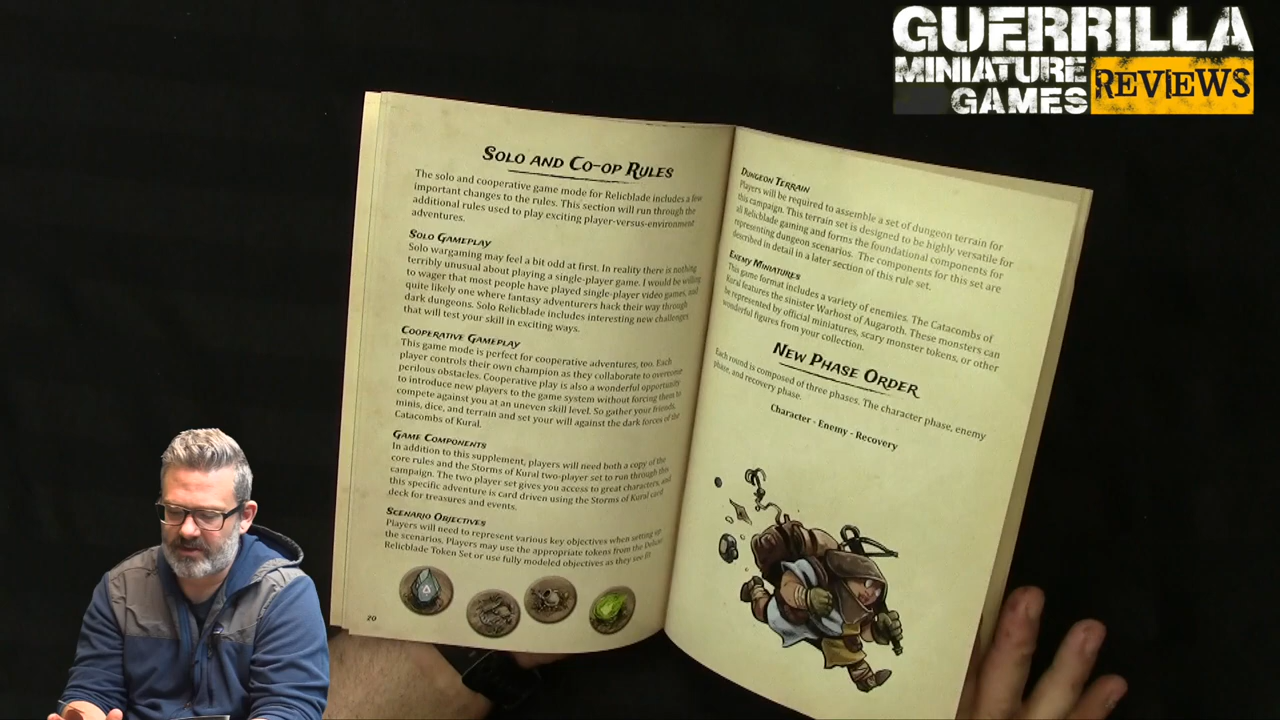 GUERRILLA
MINIATURE
GAMES
REVIEWS
Solo and Co-op Rules
The solo and cooperative game mode for Relicblade includes a few
important changes to the rules. This section will run through the
additional rules used to play exciting player-versus-environment
adventures.
Solo Gameplay
Solo wargaming may feel a bit odd at first. In reality there is nothing
terribly unusual about playing a single-player game. I would be willing
to wager that most people have played single-player video games, and
quite likely one where fantasy adventurers hack their way through
dark dungeons. Solo Relicblade includes interesting new challenges
that will test your skill in exciting ways.
Cooperative Gameplay
This game mode is perfect for cooperative adventures, too. Each
player controls their own champion as they collaborate to overcome
perilous obstacles. Cooperative play is also a wonderful opportunity
to introduce new players to the game system without forcing them to
compete against you at an uneven skill level. So gather your friends,
minis, dice, and terrain and set your will against the dark forces of the
Catacombs of Kural.
Game Components
In addition to this supplement, players will need both a copy of the
core rules and the Storms of Kural two-player set to run through this
campaign. The two player set gives you access to great characters, and
this specific adventure is card driven using the Storms of Kural card
deck for treasures and events.
Scenario Objectives
Players will need to represent various key objectives when setting up
the scenarios. Players may use the appropriate tokens from the Deluxe
Relicblade Token Set or use fully modeled objectives as they see fit
20
Dungeon Terrain
Players will be required to assemble a set of dungeon terrain for
this campaign. This terrain set is designed to be highly versatile for
all Relicblade gaming and forms the foundational components for
representing dungeon scenarios. The components for this set are
described in detail in a later section of this rule set.
Enemy Miniatures
This game format includes a variety of enemies. The Catacombs of
Kural features the sinister Warhost of Augaroth. These monsters can
be represented by official miniatures, scary monster tokens, or other
wonderful figures from your collection.
New Phase Order
Each round is composed of three phases. The character phase, enemy
phase, and recovery phase.
Character - Enemy - Recovery